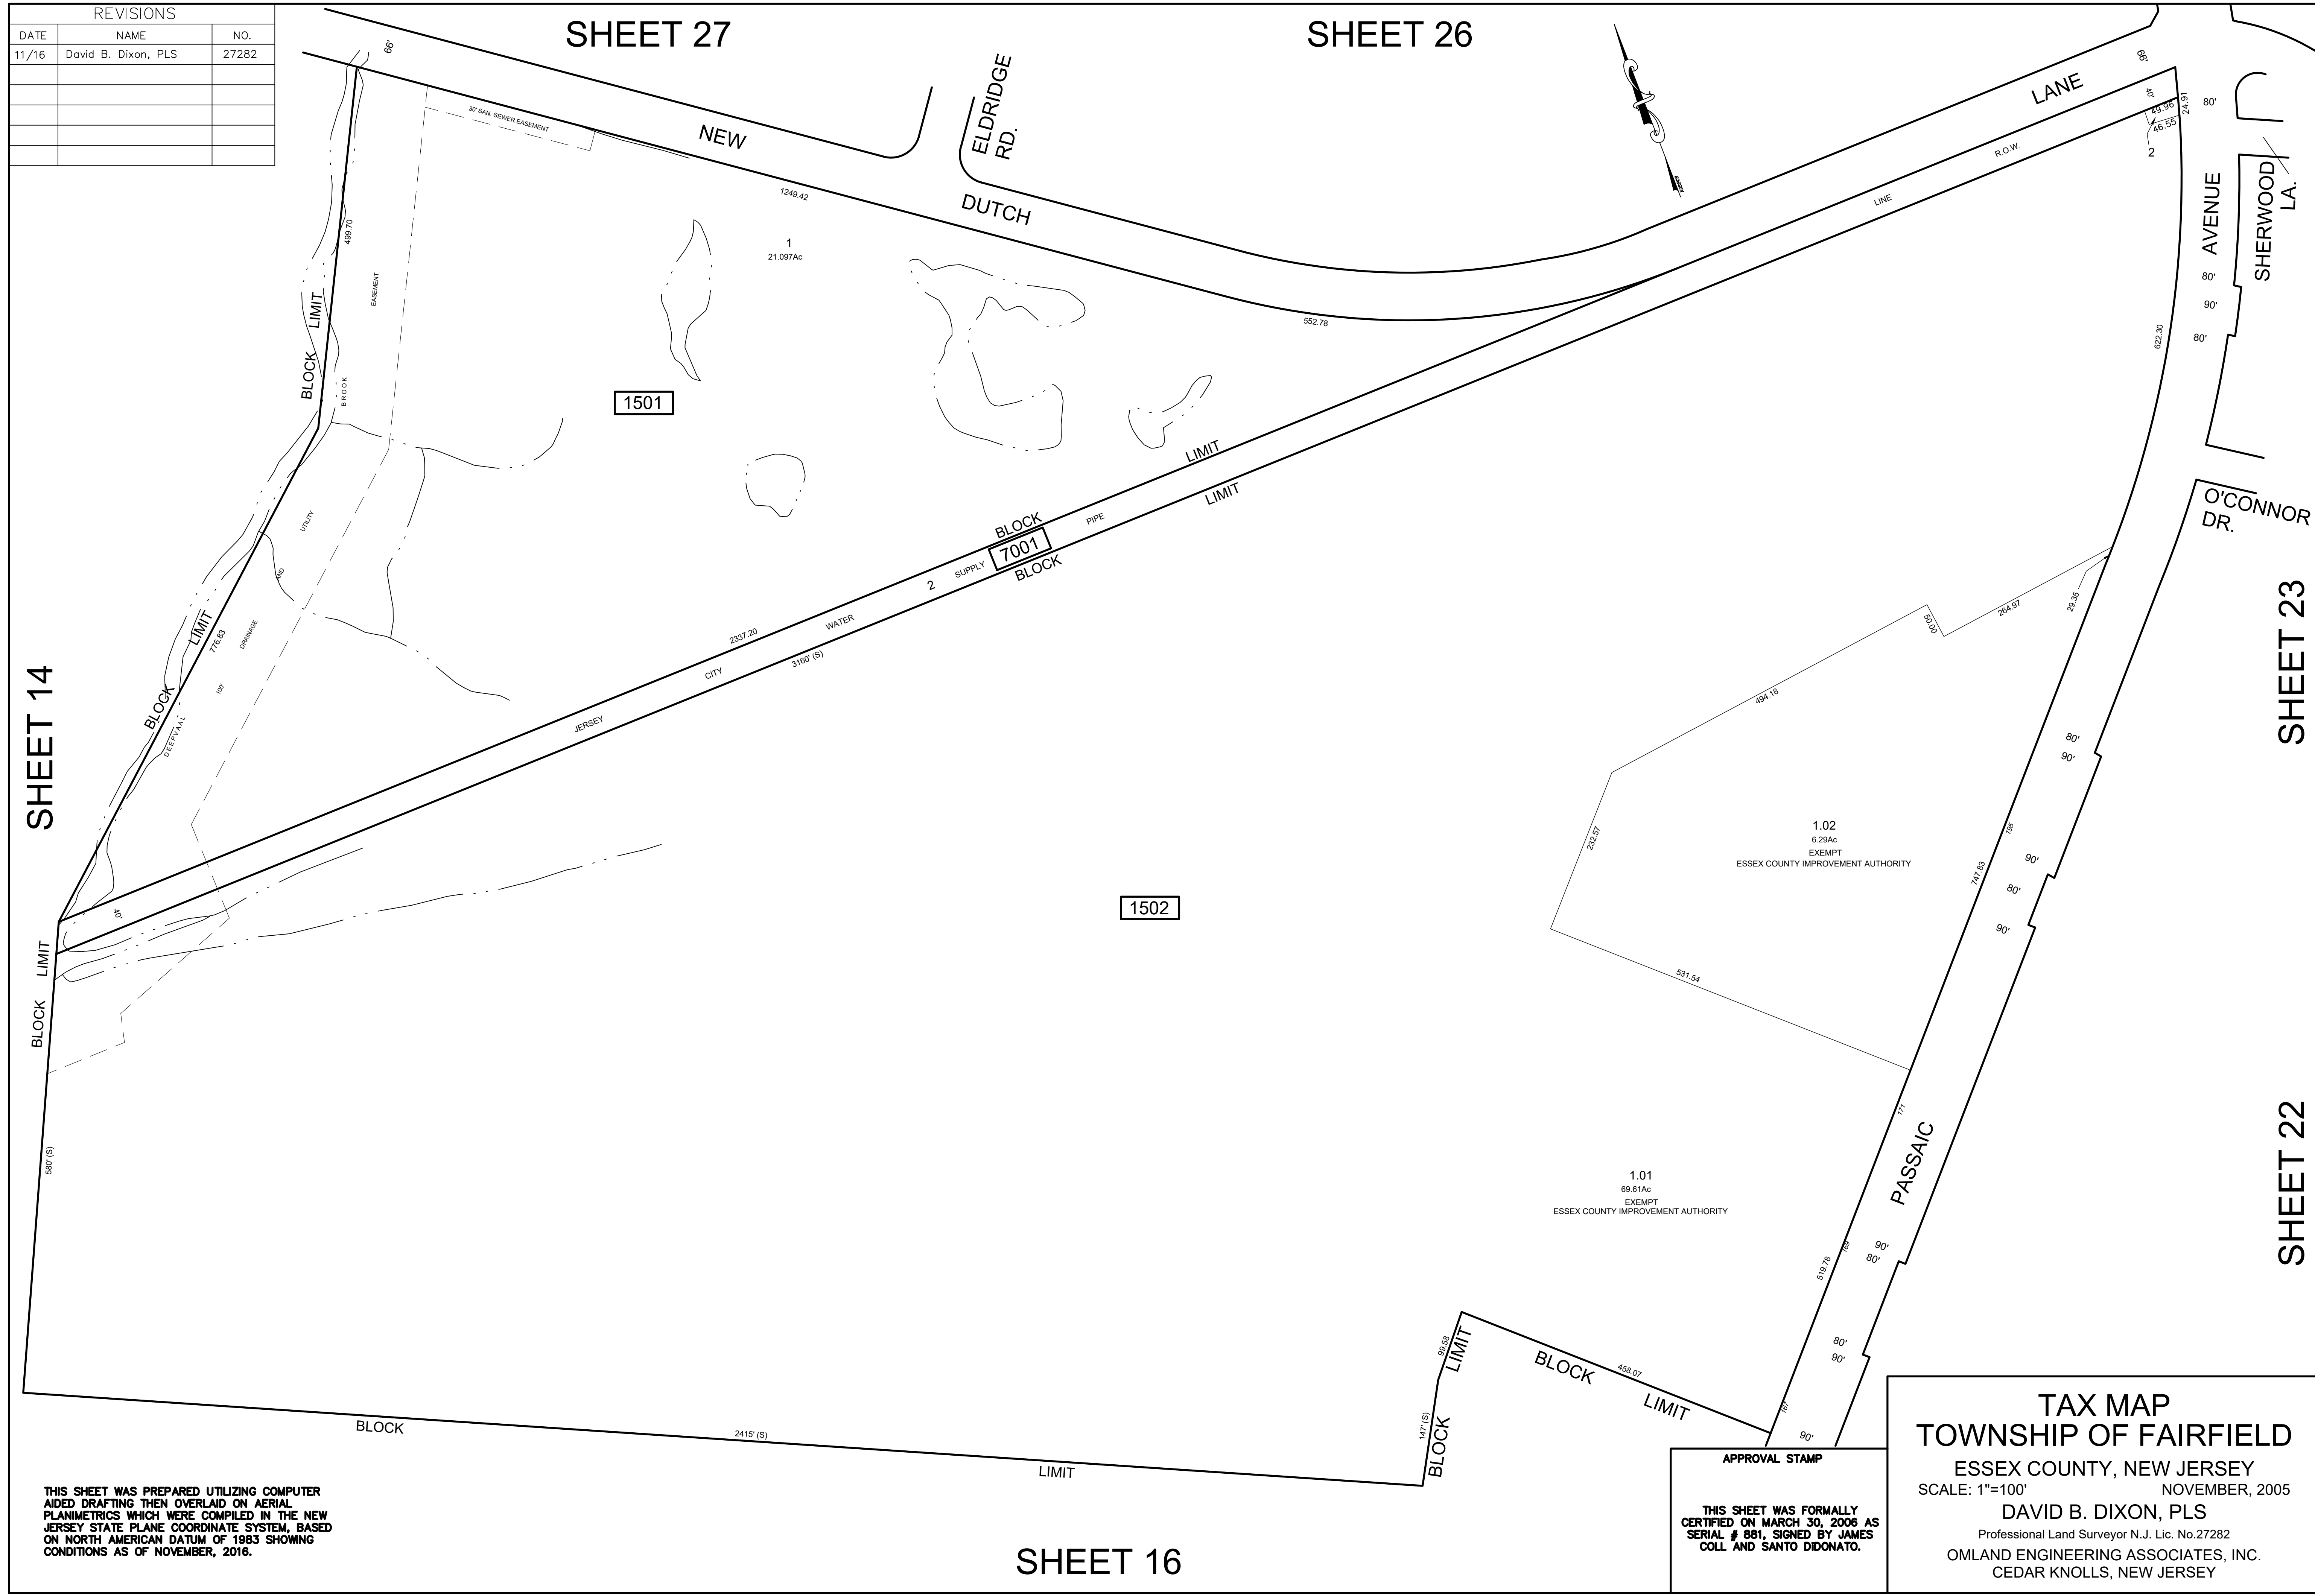 REVISIONS
DATE NAME NO.
11/16 David B. Dixon, PLS 27282
SHEET 27
SHEET 26
66'
30' SAN. SEWER EASEMENT
NEW
ELDRIDGE
RD.
DUTCH
LANE
66'
40'
49.96
46.55
24.91
2
80'
R.O.W.
LINE
AVENUE
SHERWOOD
LA.
80'
90'
80'
622.30
1249.42
1
21.097Ac
499.70
EASEMENT
LIMIT
BLOCK
BROOK
552.78
1501
LIMIT
LIMIT
BLOCK
7001
BLOCK
PIPE
SUPPLY
2
WATER
2337.20
3160' (S)
CITY
JERSEY
UTILITY
AND
DRAINAGE
100'
LIMIT
776.83
BLOCK
DEEPVAAL
SHEET 14
40'
LIMIT
BLOCK
580' (S)
O'CONNOR
DR.
SHEET 23
264.97
29.35
50.00
494.18
232.57
531.54
1.02
6.29Ac
EXEMPT
ESSEX COUNTY IMPROVEMENT AUTHORITY
80'
90'
195
747.83
90'
80'
90'
1502
171
PASSAIC
SHEET 22
1.01
69.61Ac
EXEMPT
ESSEX COUNTY IMPROVEMENT AUTHORITY
169
519.78
90'
80'
80'
90'
167
90'
99.58
LIMIT
147' (S)
BLOCK
BLOCK
458.07
LIMIT
BLOCK
2415' (S)
LIMIT
THIS SHEET WAS PREPARED UTILIZING COMPUTER
AIDED DRAFTING THEN OVERLAID ON AERIAL
PLANIMETRICS WHICH WERE COMPILED IN THE NEW
JERSEY STATE PLANE COORDINATE SYSTEM, BASED
ON NORTH AMERICAN DATUM OF 1983 SHOWING
CONDITIONS AS OF NOVEMBER, 2016.
SHEET 16
APPROVAL STAMP
THIS SHEET WAS FORMALLY
CERTIFIED ON MARCH 30, 2006 AS
SERIAL # 881, SIGNED BY JAMES
COLL AND SANTO DIDONATO.
TAX MAP
TOWNSHIP OF FAIRFIELD
ESSEX COUNTY, NEW JERSEY
SCALE: 1"=100' NOVEMBER, 2005
DAVID B. DIXON, PLS
Professional Land Surveyor N.J. Lic. No.27282
OMLAND ENGINEERING ASSOCIATES, INC.
CEDAR KNOLLS, NEW JERSEY